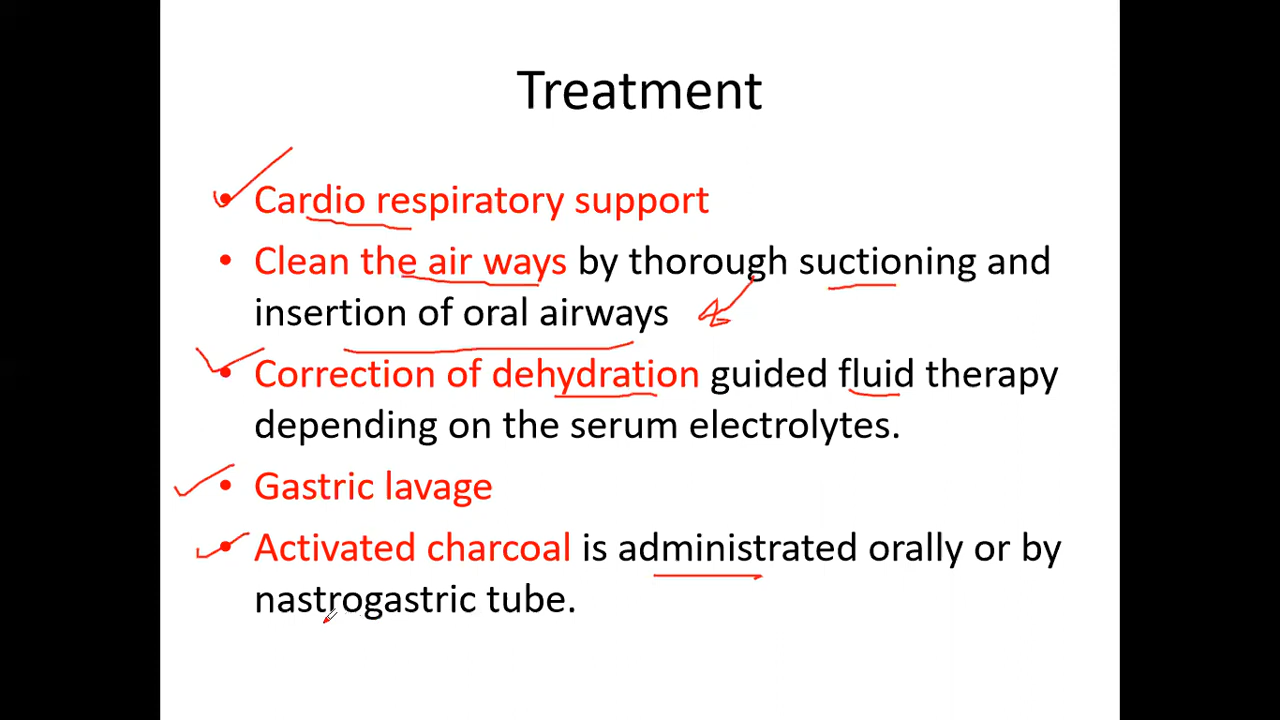 Treatment
• Cardio respiratory support
• Clean the air ways by thorough suctioning and
insertion of oral airways
• Correction of dehydration guided fluid therapy
depending on the serum electrolytes.
• Gastric lavage
• Activated charcoal is administrated orally or by
nastrogastric tube.